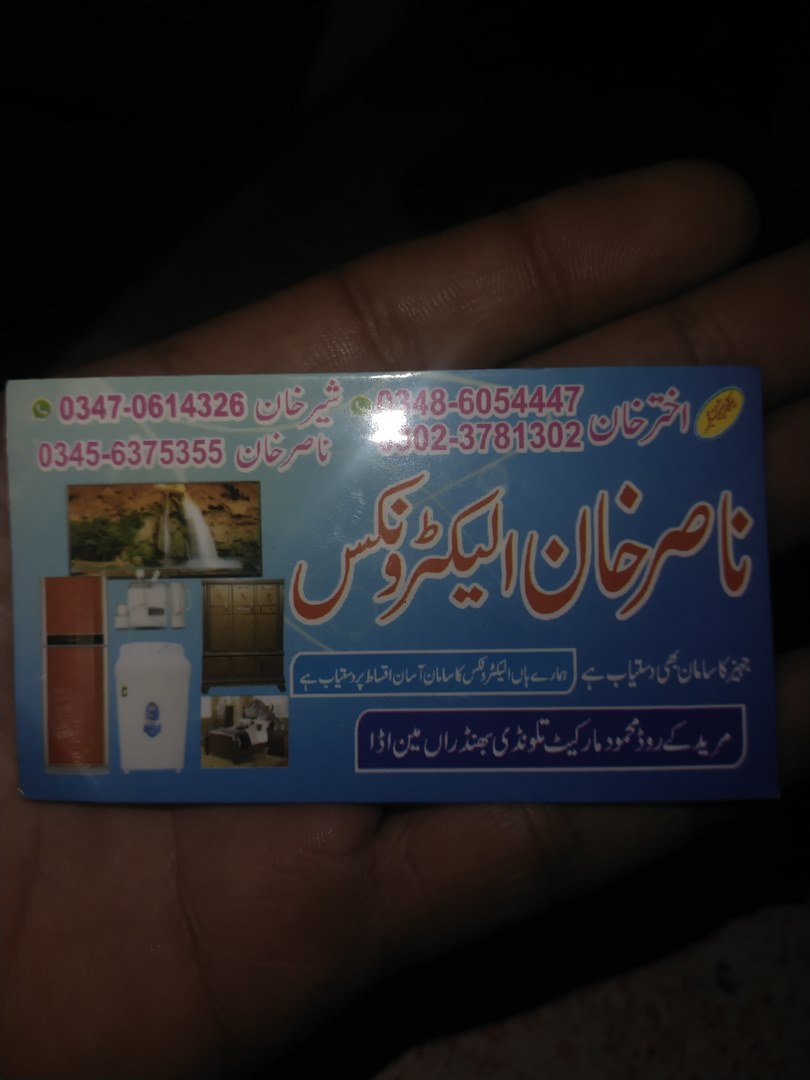 اختر خان 0348-6054447 شیر خان 0347-0614326
0302-3781302 ناصر خان 0345-6375355
ناصر خان الیکٹرونکس
جہیز کا سامان بھی دستیاب ہے ہمارے ہاں الیکٹرونکس کا سامان آسان اقساط پر دستیاب ہے
مریدکے روڈ محمود مارکیٹ تلونڈی بھنڈراں مین اڈا